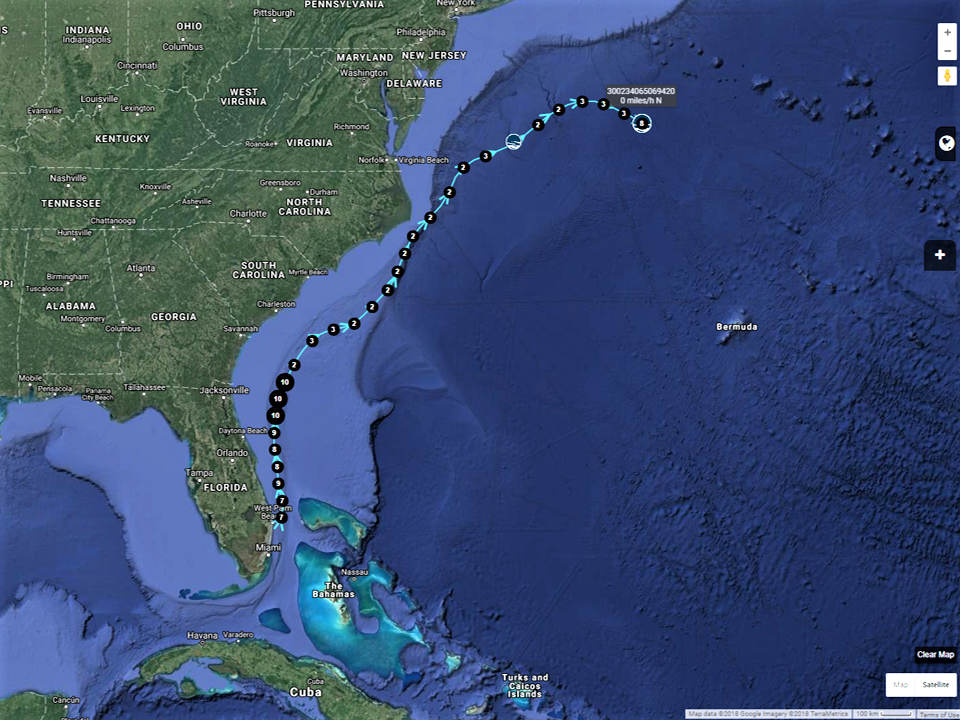 PENNSYLVANIA
New York
Pittsburgh
OHIO
INDIANA
Indianapolis
Columbus
Philadelphia
MARYLAND
NEW JERSEY
Cincinnati
Washington
DELAWARE
WEST
VIRGINIA
300234065069420
0 miles/h N
Louisville
Evansville
Lexington
3
3
2
3
8
2
Richmond
KENTUCKY
Roanoke
VIRGINIA
Norfolk
Virginia Beach
3
2
Nashville
Knoxville
Greensboro
Durham
2
TENNESSEE
Asheville
NORTH
CAROLINA
Charlotte
2
Chattanooga
Huntsville
2
2
Atlanta
SOUTH
CAROLINA
Myrtle Beach
2
Birmingham
Tuscaloosa
2
ALABAMA
Charleston
2
Montgomery
GEORGIA
Columbus
Savannah
2
3
3
2
Mobile
Pensacola
Panama
City Beach
Tallahassee
Jacksonville
10
10
10
Bermuda
Daytona Beach
9
Orlando
8
Tampa
8
FLORIDA
9
7
West Palm
Beach
7
Miami
Nassau
The
Bahamas
Havana
Varadero
Cuba
Cuba
Turks and
Caicos
Islands
Cancún
Clear Map
Map
Satellite
Map data ©2018 Google Imagery ©2018 TerraMetrics
100 km
Terms of Use